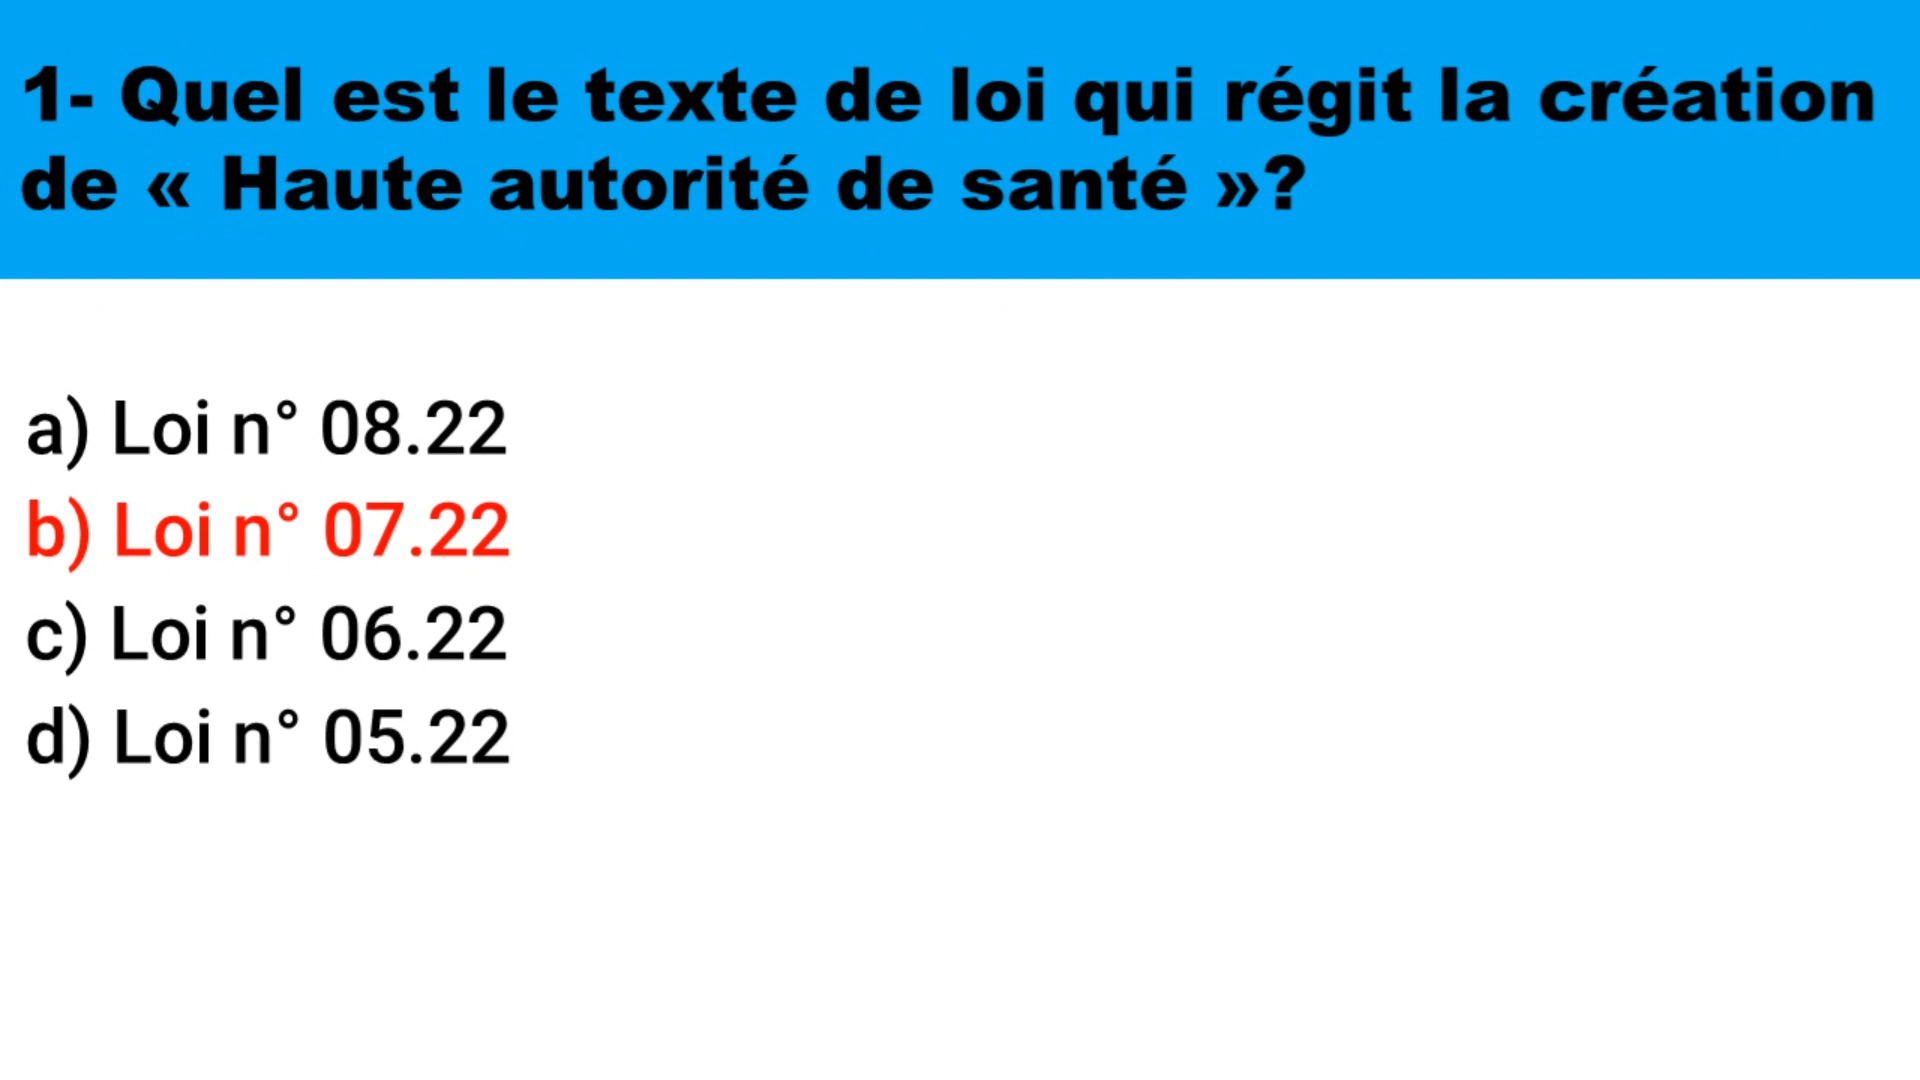 1- Quel est le texte de loi qui régit la création
de « Haute autorité de santé »?
a) Loi n° 08.22
b) Loi n° 07.22
c) Loi n° 06.22
d) Loi n° 05.22